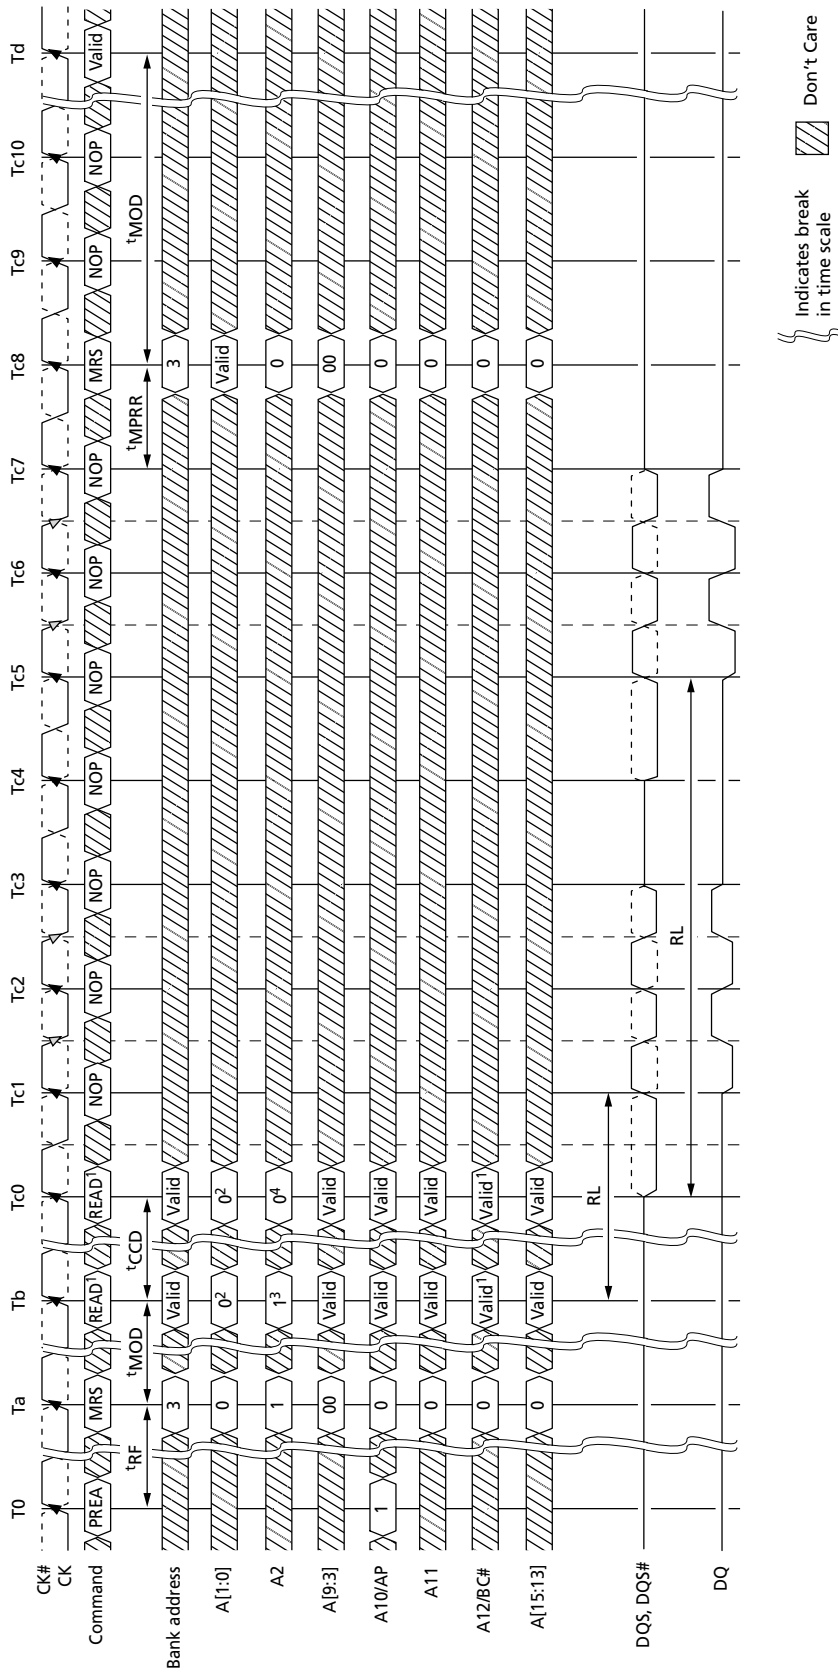 T0 Ta Tb Tc0 Tc1 Tc2 Tc3 Tc4 Tc5 Tc6 Tc7 Tc8 Tc9 Tc10 Td
CK#
CK
Command PREA MRS READ1 READ1 NOP NOP NOP NOP NOP NOP NOP MRS NOP NOP Valid
tRF tMOD tCCD tMPRR tMOD
Bank address 3 Valid Valid 3
A[1:0] 0 02 02 Valid
A2 1 13 04 0
A[9:3] 00 Valid Valid 00
A10/AP 1 0 Valid Valid 0
A11 0 Valid Valid 0
A12/BC# 0 Valid1 Valid1 0
A[15:13] 0 Valid Valid 0
RL
DQS, DQS#
RL
DQ
Indicates break
in time scale
Don't Care